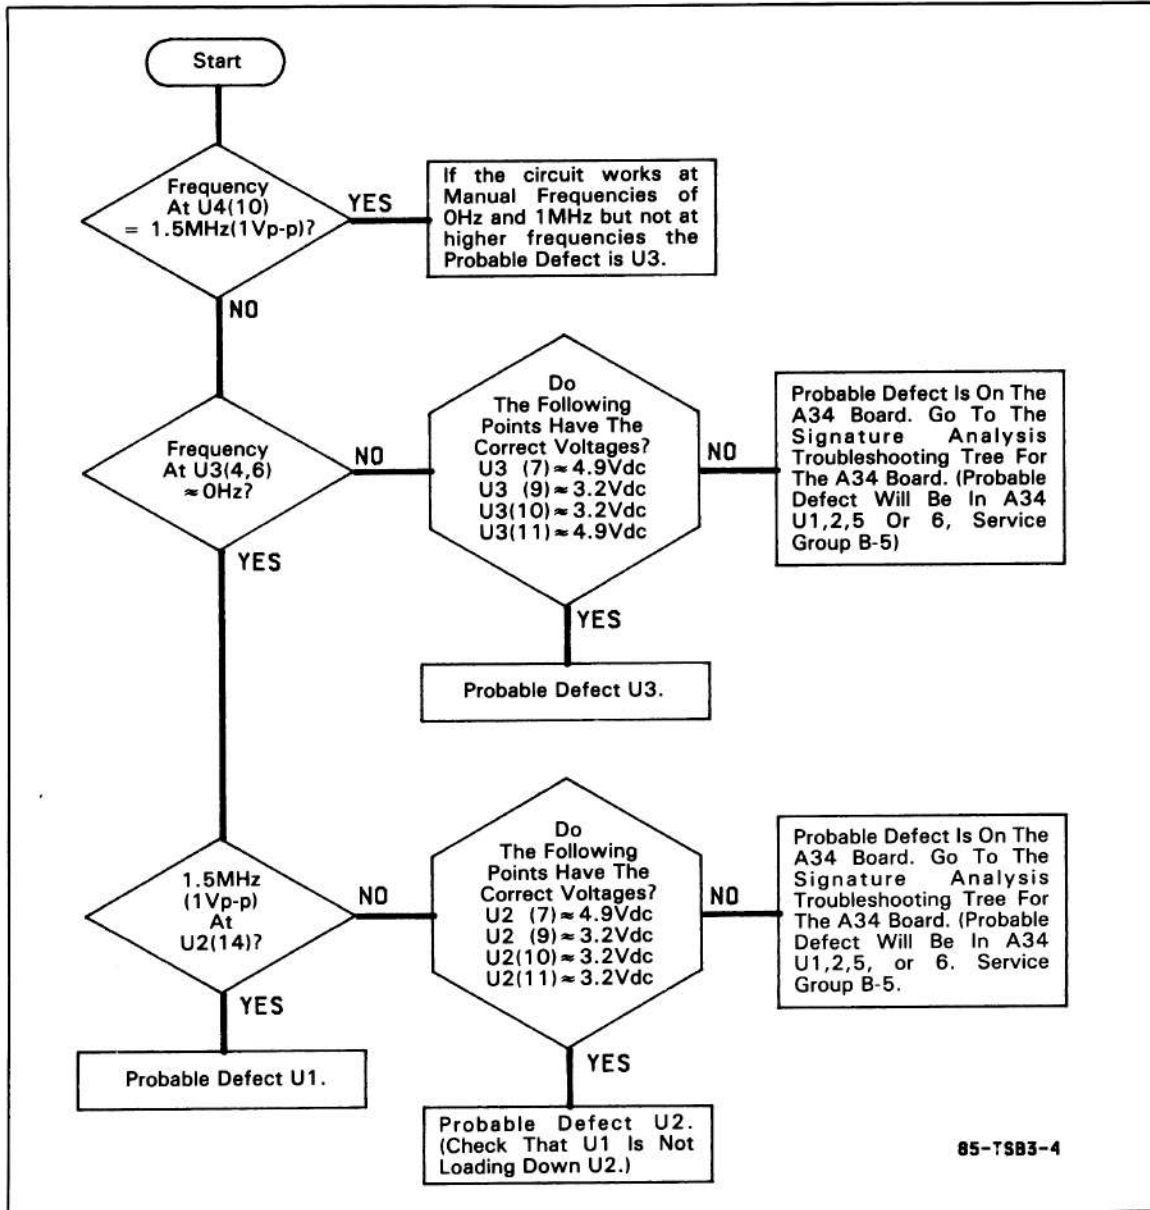 Start
Frequency
At U4(10)
= 1.5MHz(1Vp-p)?
YES
If the circuit works at
Manual Frequencies of
0Hz and 1MHz but not at
higher frequencies the
Probable Defect is U3.
NO
Frequency
At U3(4,6)
≈0Hz?
NO
Do
The Following
Points Have The
Correct Voltages?
U3 (7)≈4.9Vdc
U3 (9)≈3.2Vdc
U3(10)≈3.2Vdc
U3(11)≈4.9Vdc
NO
Probable Defect Is On The
A34 Board. Go To The
Signature Analysis
Troubleshooting Tree For
The A34 Board. (Probable
Defect Will Be In A34
U1,2,5 Or 6, Service
Group B-5)
YES
YES
Probable Defect U3.
1.5MHz
(1Vp-p)
At
U2(14)?
NO
Do
The Following
Points Have The
Correct Voltages?
U2 (7)≈4.9Vdc
U2 (9)≈3.2Vdc
U2(10)≈3.2Vdc
U2(11)≈3.2Vdc
NO
Probable Defect Is On The
A34 Board. Go To The
Signature Analysis
Troubleshooting Tree For
The A34 Board. (Probable
Defect Will Be In A34
U1,2,5, or 6. Service
Group B-5.
YES
Probable Defect U1.
YES
Probable Defect U2.
(Check That U1 Is Not
Loading Down U2.)
85-TSB3-4